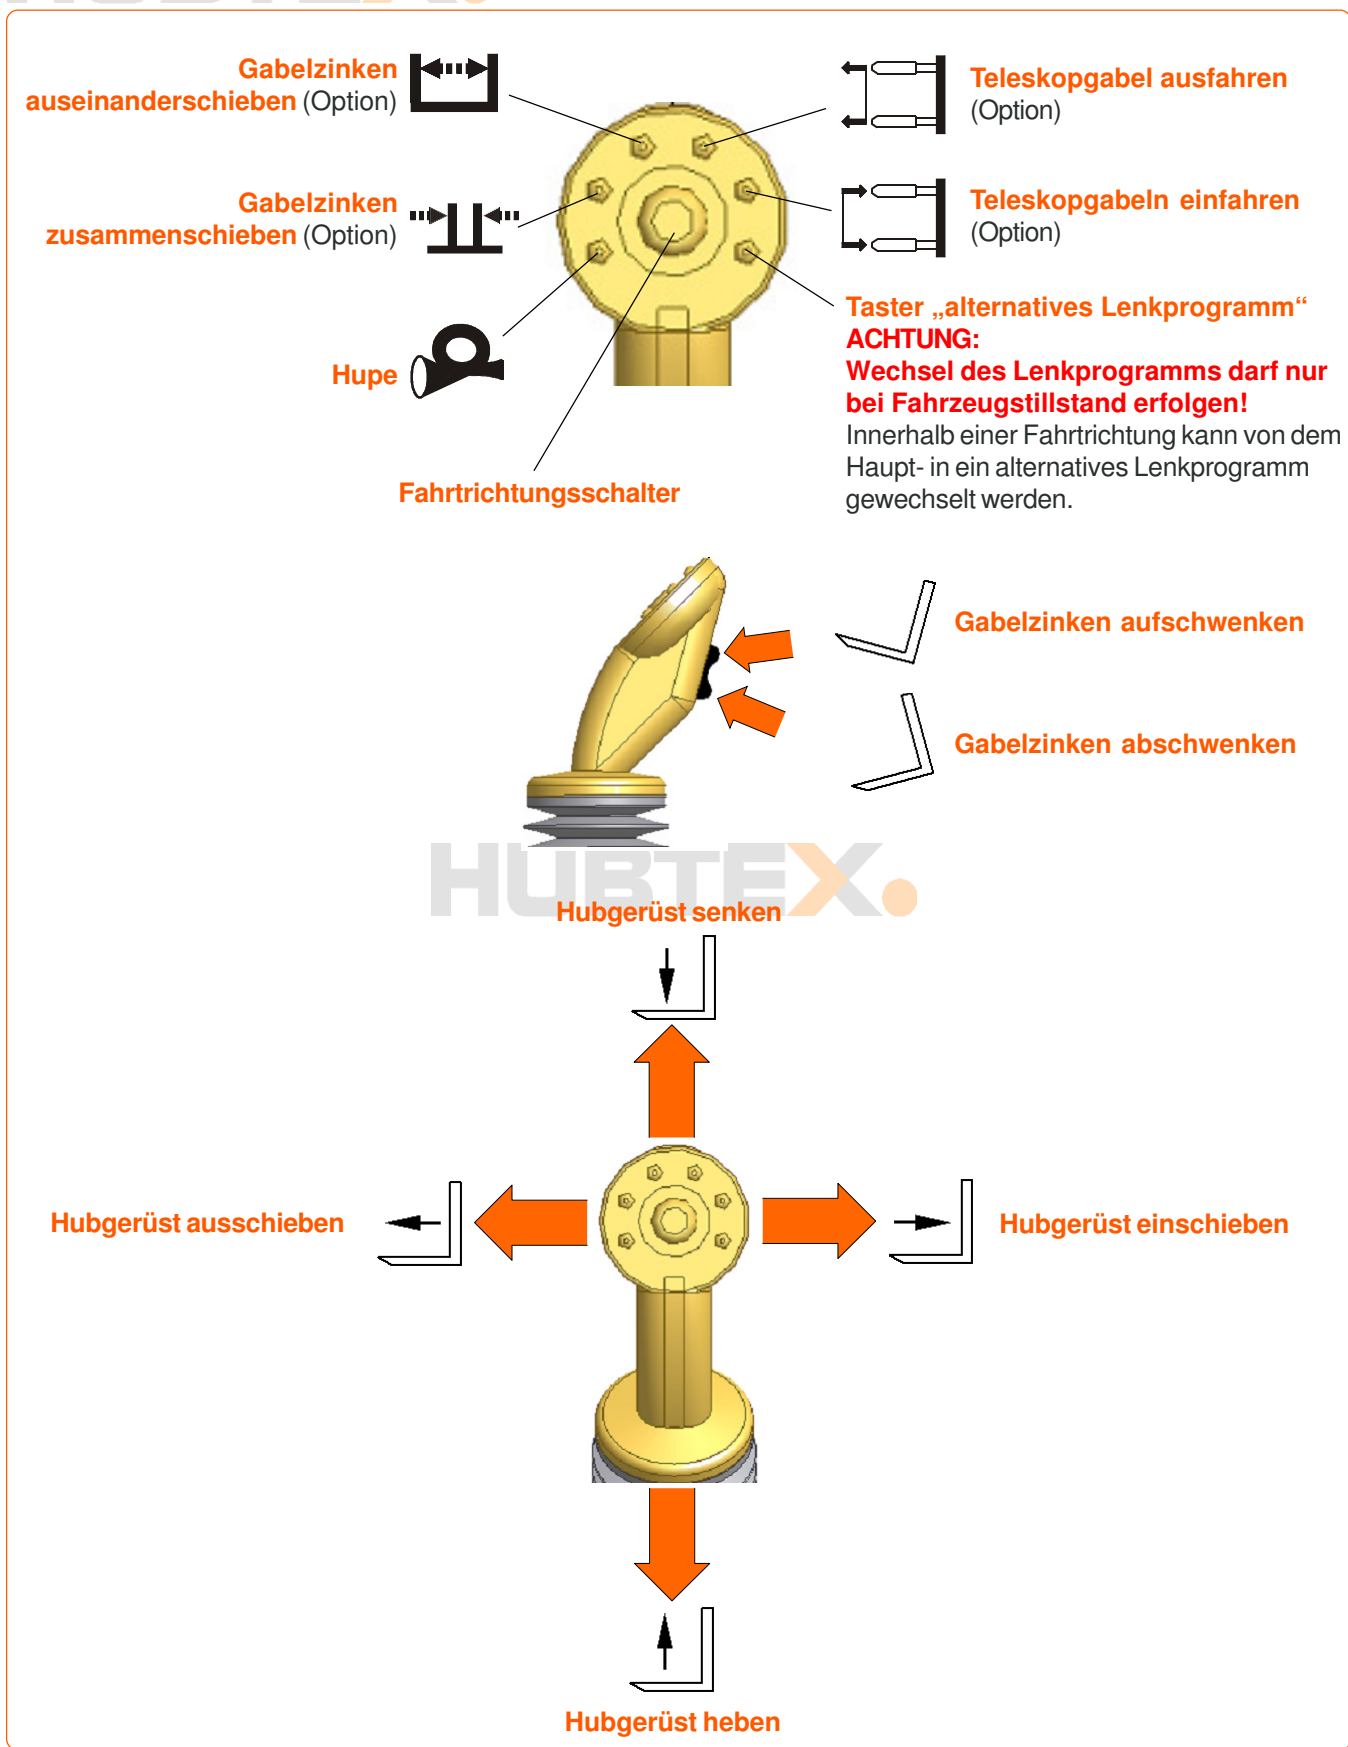 Gabelzinken
auseinanderschieben (Option)
Teleskopgabel ausfahren
(Option)
Gabelzinken
zusammenschieben (Option)
Teleskopgabeln einfahren
(Option)
Hupe
Taster „alternatives Lenkprogramm“
ACHTUNG:
Wechsel des Lenkprogramms darf nur
bei Fahrzeugstillstand erfolgen!
Innerhalb einer Fahrtrichtung kann von dem
Haupt- in ein alternatives Lenkprogramm
gewechselt werden.
Fahrtrichtungsschalter
Gabelzinken aufschwenken
Gabelzinken abschwenken
HUBTEX.
Hubgerüst senken
Hubgerüst ausschieben
Hubgerüst einschieben
Hubgerüst heben